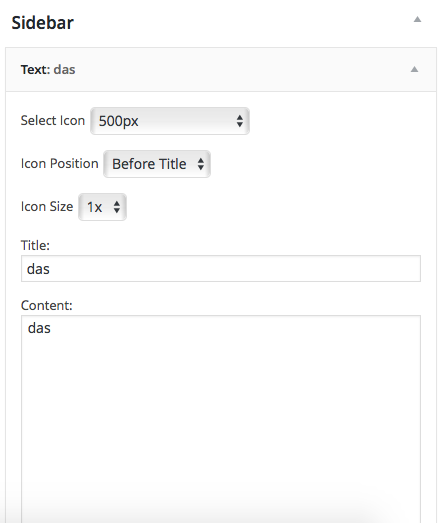 Sidebar
Text: das
Select Icon 500px
Icon Position Before Title
Icon Size 1x
Title:
das
Content:
das